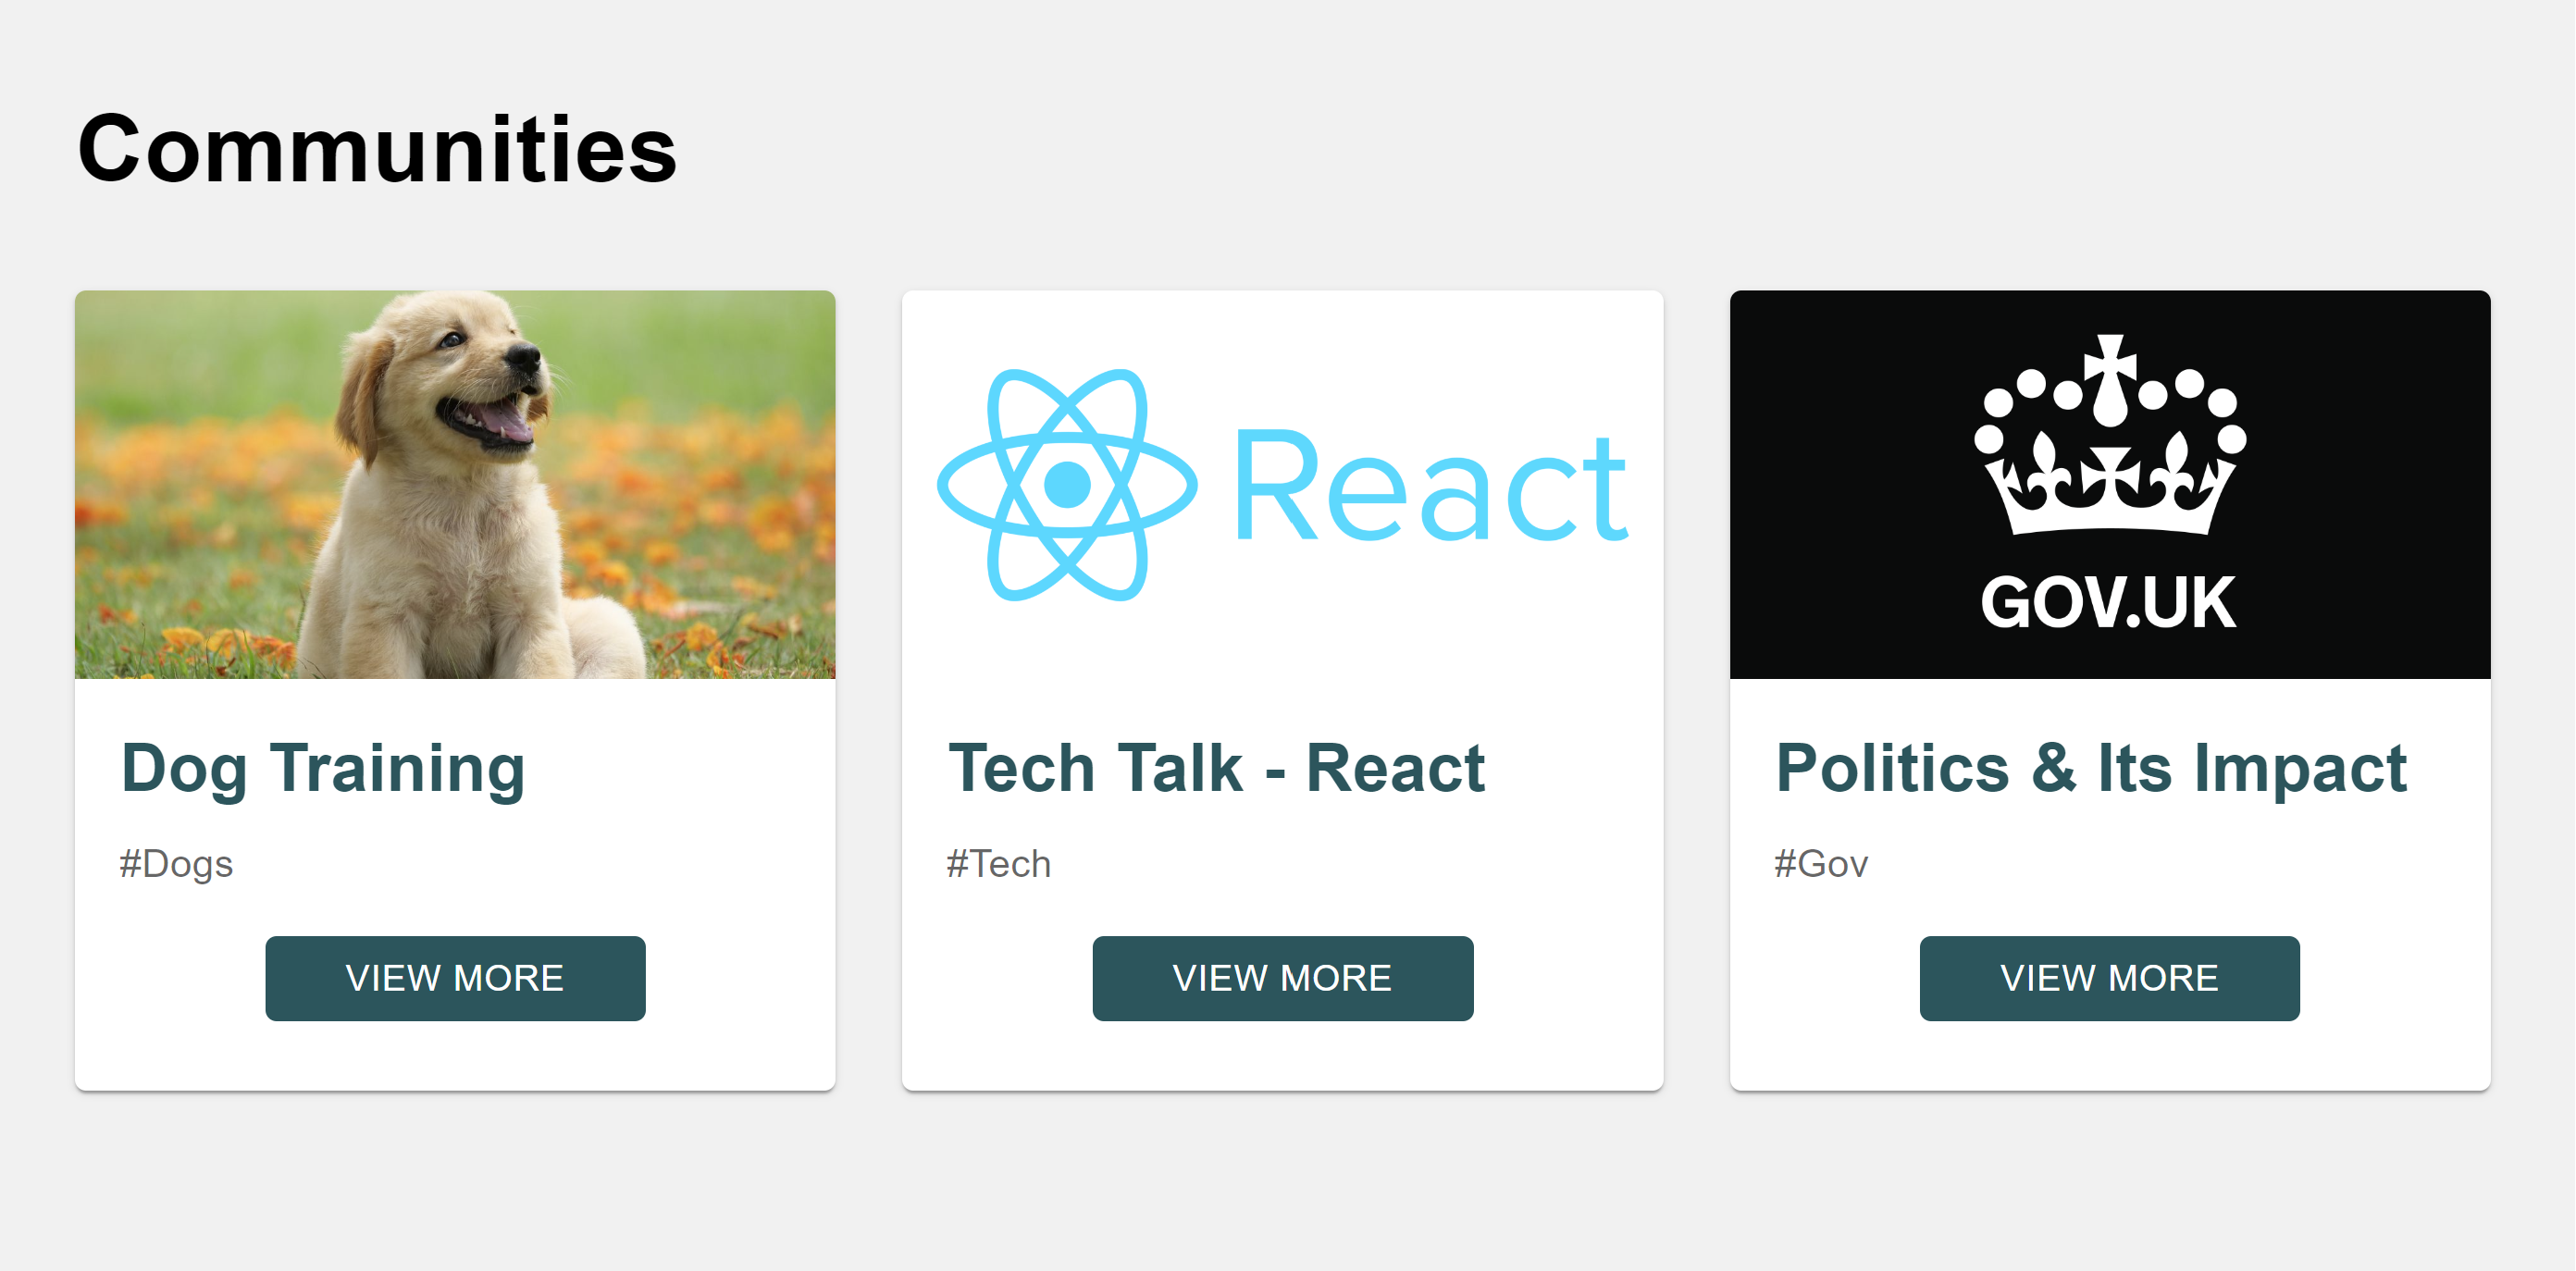 Communities
React
GOV.UK
Dog Training
Tech Talk - React
Politics & Its Impact
#Dogs
#Tech
#Gov
VIEW MORE
VIEW MORE
VIEW MORE